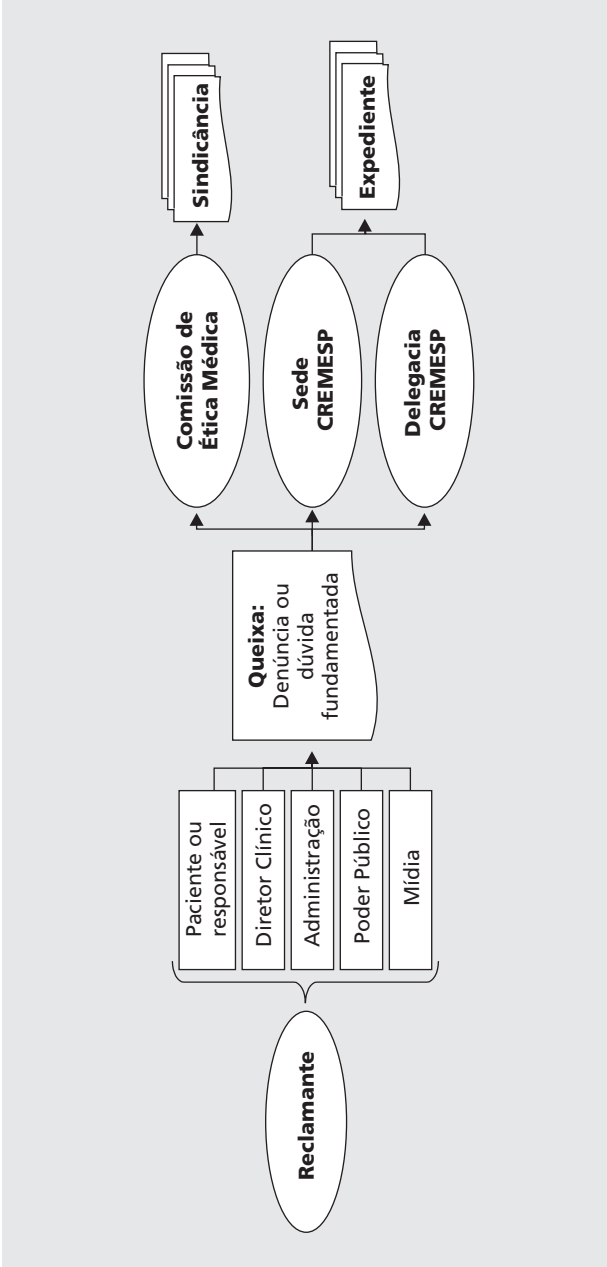 Reclamante
Paciente ou
responsável
Diretor Clínico
Administração
Poder Público
Mídia
Queixa:
Denúncia ou
dúvida
fundamentada
Comissão de
Ética Médica
Sede
CREMESP
Delegacia
CREMESP
Sindicância
Expediente